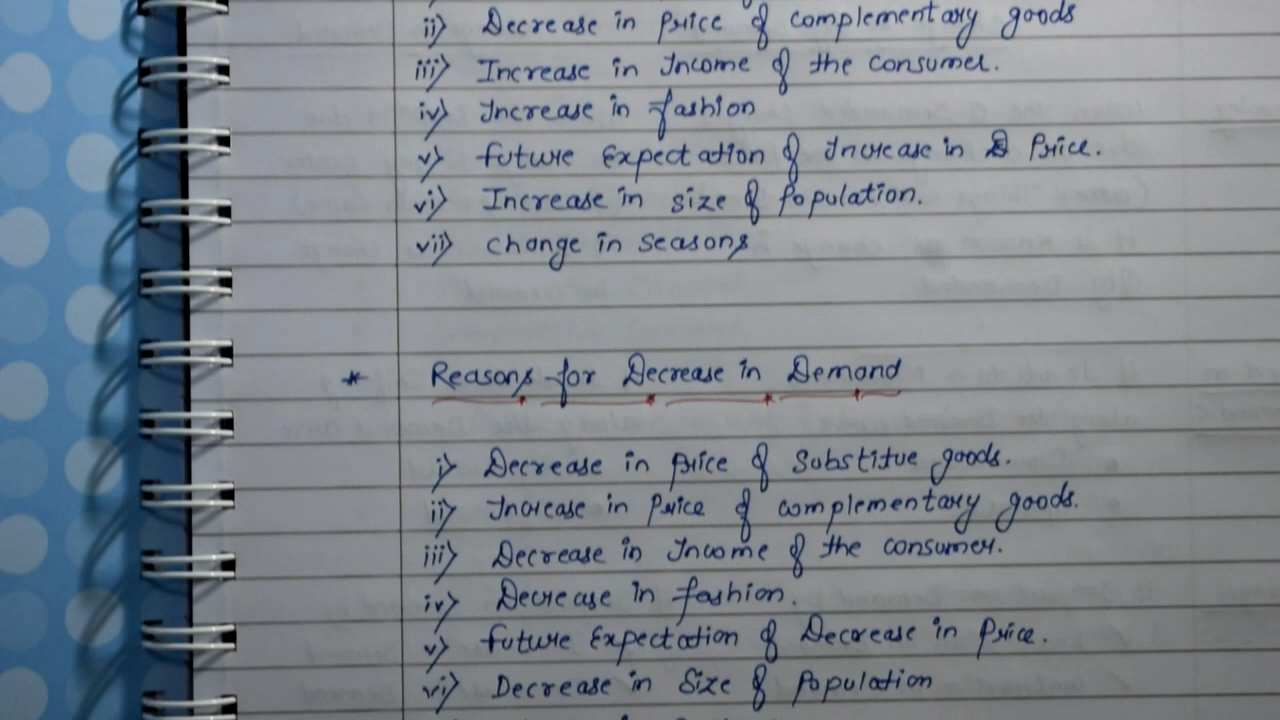 ii) Decrease in price of complementary goods
iii) Increase in Income of the consumer.
iv) Increase in fashion
v) future Expectation of Increase in Price.
vi) Increase in size of Population.
vii) change in seasons
* Reasons for Decrease in Demand
i) Decrease in price of Substitue goods.
ii) Increase in Price of complementary goods.
iii) Decrease in Income of the consumer.
iv) Decrease in fashion.
v) future Expectation of Decrease in Price.
vi) Decrease in Size of Population